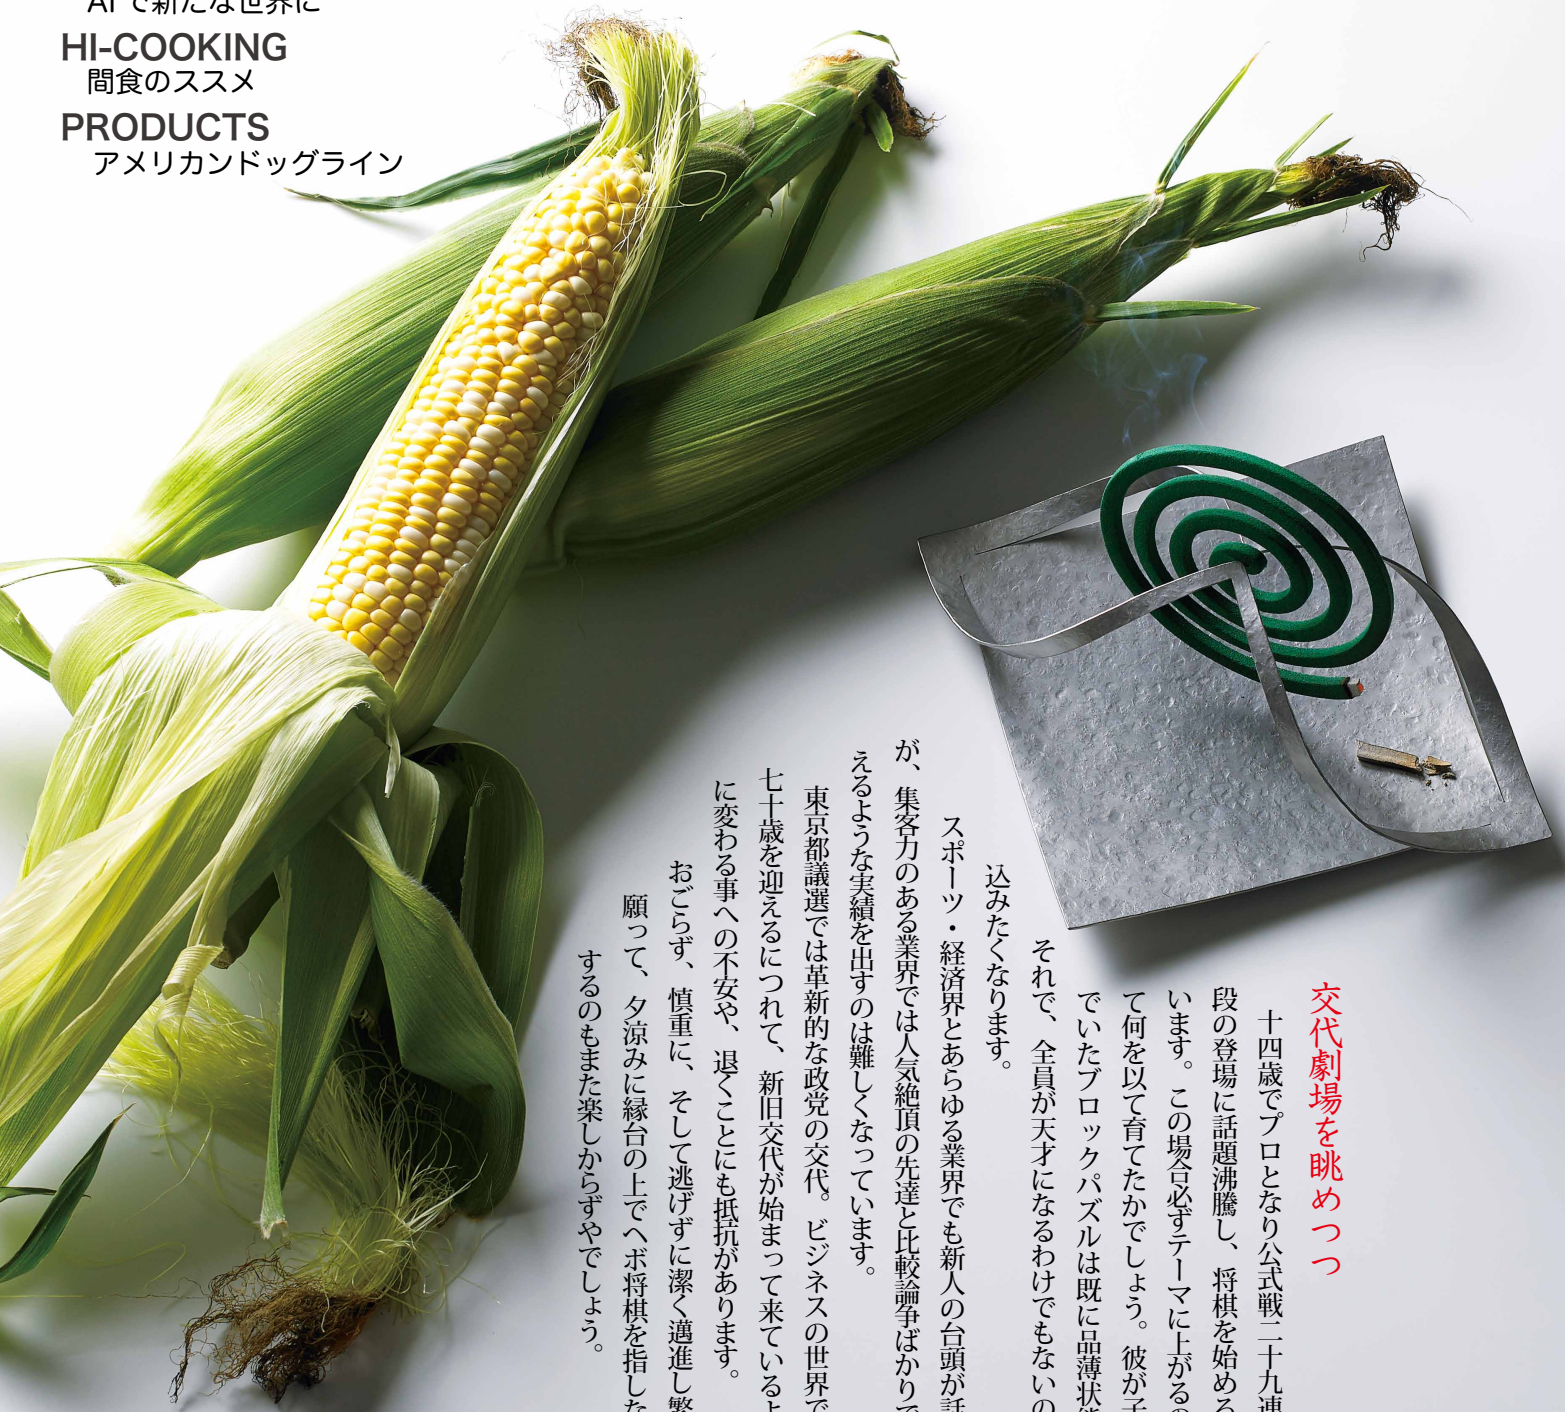 AIで新たな世界に
HI-COOKING
間食のススメ
PRODUCTS
アメリカンドッグライン
交代劇場を眺めつつ
十四歳でプロとなり公式戦二十九連
段の登場に話題沸騰し、将棋を始める
います。この場合必ずテーマに上がるの
て何を以て育てたかでしょう。彼が子
でいたブロックパズルは既に品薄状態
それで、全員が天才になるわけでもないの
込みたくなります。
スポーツ・経済界とあらゆる業界でも新人の台頭が話
が、集客力のある業界では人気絶頂の先達と比較論争ばかりで
えるような実績を出すのは難しくなっています。
東京都議選では革新的な政党の交代。ビジネスの世界で
七十歳を迎えるにつれて、新旧交代が始まって来ているよ
に変わる事への不安や、退くことにも抵抗があります。
おごらず、慎重に、そして逃げずに潔く邁進し繁
願って、夕涼みに縁台の上でヘボ将棋を指した
するのもまた楽しからずやでしょう。